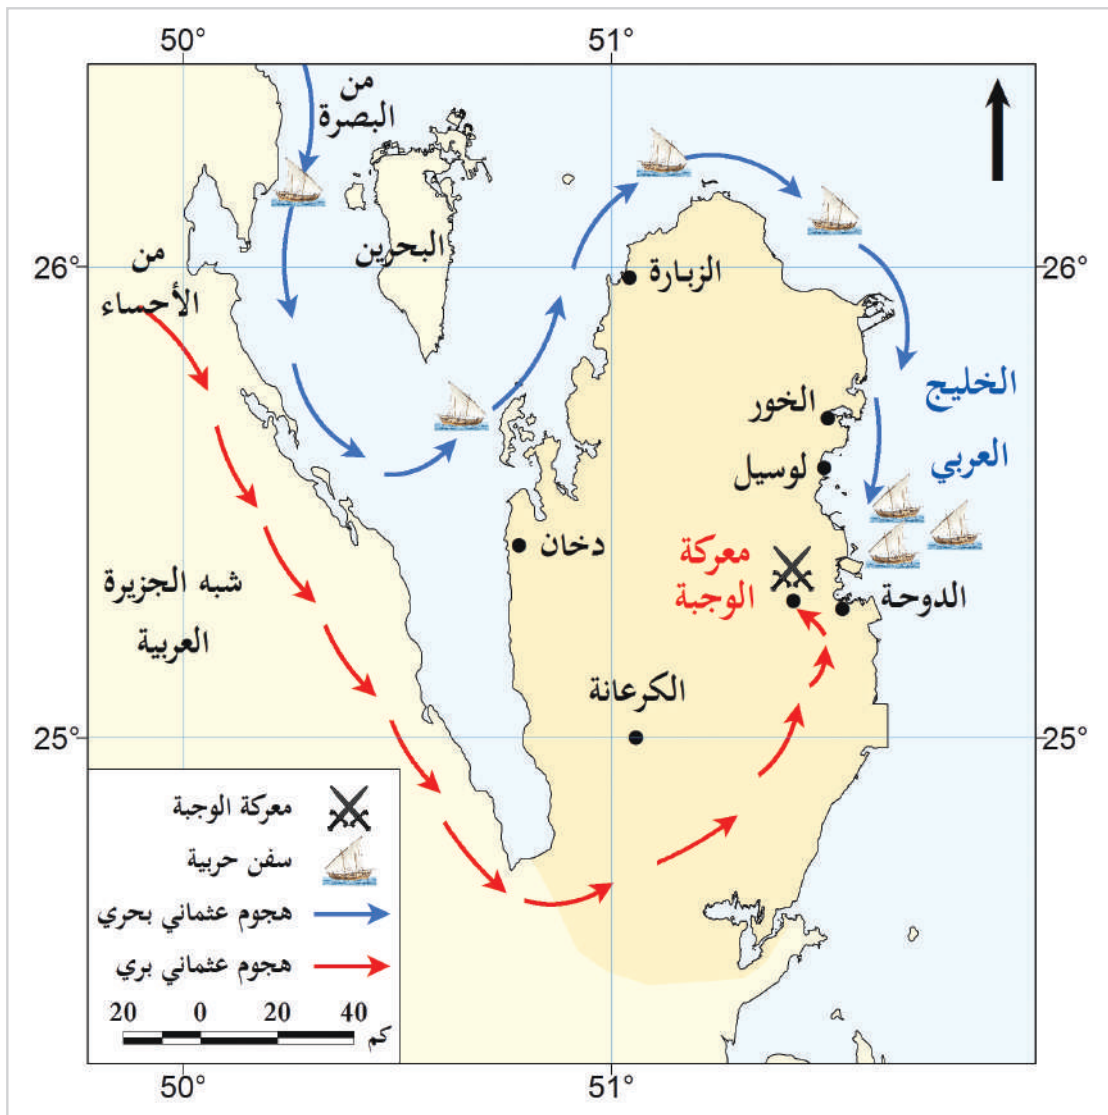 50°
51°
من
البصرة
البحرين
26°
26°
من
الأحساء
الزبارة
الخليج
العربي
الخور
لوسيل
دخان
معركة
الوجبة
الدوحة
شبه الجزيرة
العربية
الكرعانة
25°
25°
معركة الوجبة
سفن حربية
هجوم عثماني بحري
هجوم عثماني بري
20 0 20 40
كم
50°
51°